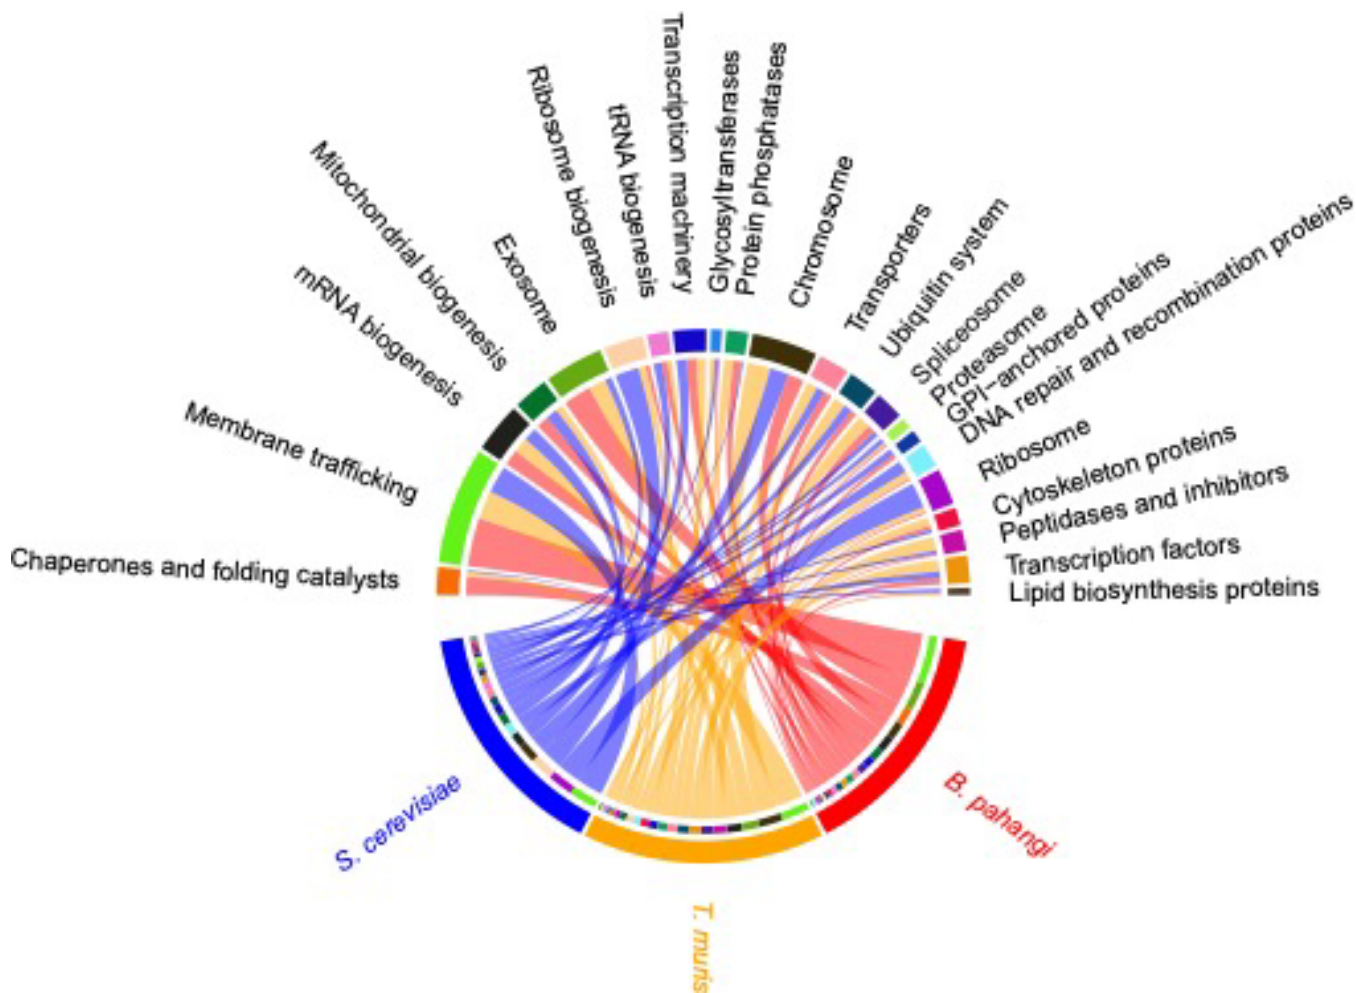 Chaperones and folding catalysts
Membrane trafficking
mRNA biogenesis
Mitochondrial biogenesis
Exosome
Ribosome biogenesis
tRNA biogenesis
Transcription machinery
Glycosyltransferases
Protein phosphatases
Chromosome
Transporters
Ubiquitin system
Spliceosome
Proteasome
GPI-anchored proteins
DNA repair and recombination proteins
Ribosome
Cytoskeleton proteins
Peptidases and inhibitors
Transcription factors
Lipid biosynthesis proteins
S. cerevisiae
T. muris
B. pahangi